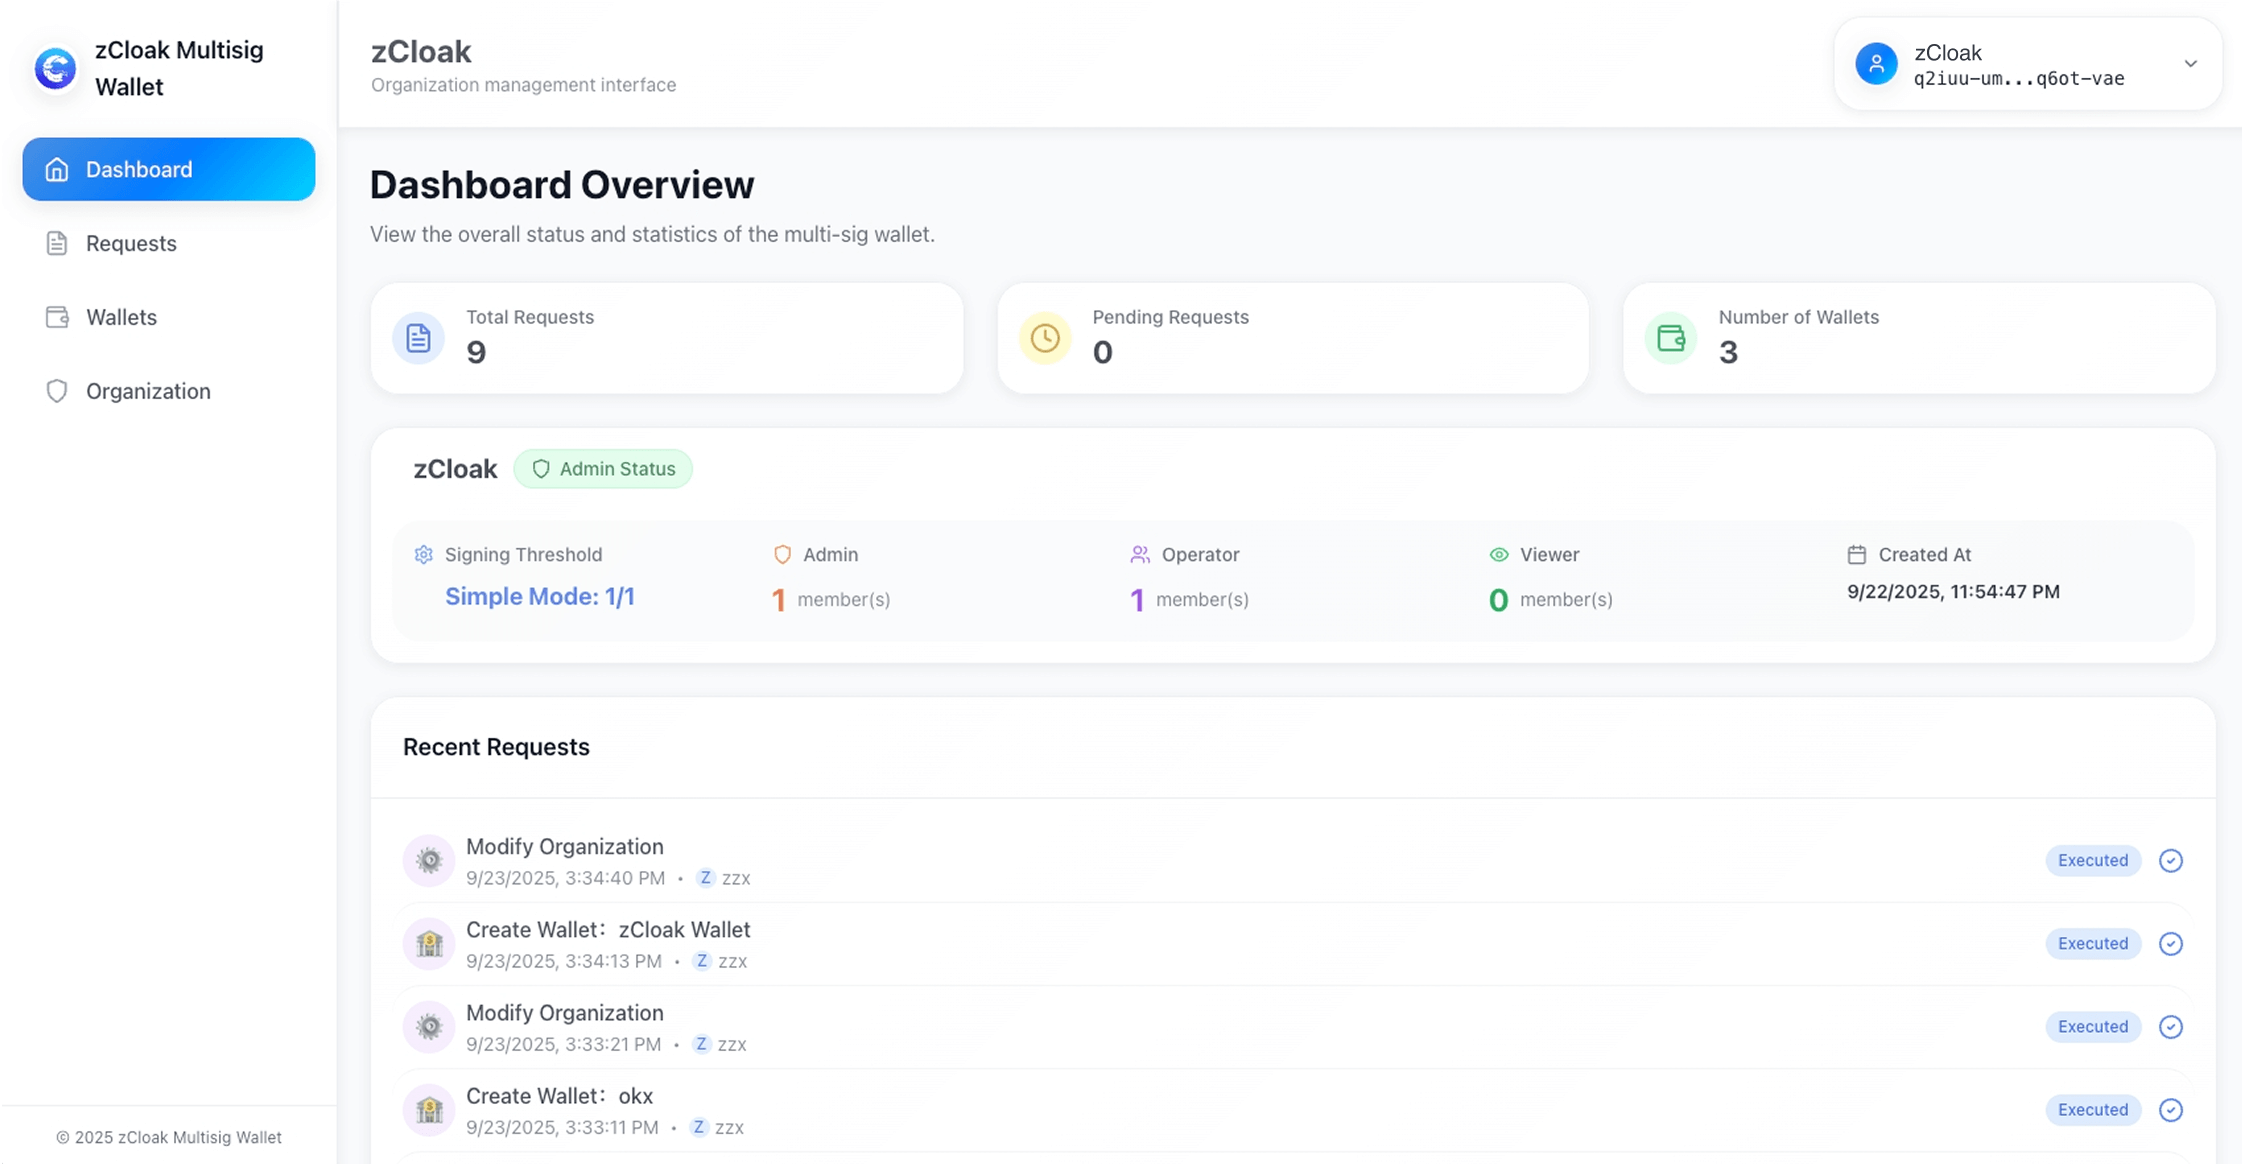 zCloak Multisig
Wallet
Dashboard
Requests
Wallets
Organization
© 2025 zCloak Multisig Wallet
zCloak
Organization management interface
zCloak
q2iuu-um...q6ot-vae
Dashboard Overview
View the overall status and statistics of the multi-sig wallet.
Total Requests
9
Pending Requests
0
Number of Wallets
3
zCloak
Admin Status
Signing Threshold
Simple Mode: 1/1
Admin
1 member(s)
Operator
1 member(s)
Viewer
0 member(s)
Created At
9/22/2025, 11:54:47 PM
Recent Requests
Modify Organization
9/23/2025, 3:34:40 PM • Z zzx
Executed
Create Wallet： zCloak Wallet
9/23/2025, 3:34:13 PM • Z zzx
Executed
Modify Organization
9/23/2025, 3:33:21 PM • Z zzx
Executed
Create Wallet： okx
9/23/2025, 3:33:11 PM • Z zzx
Executed